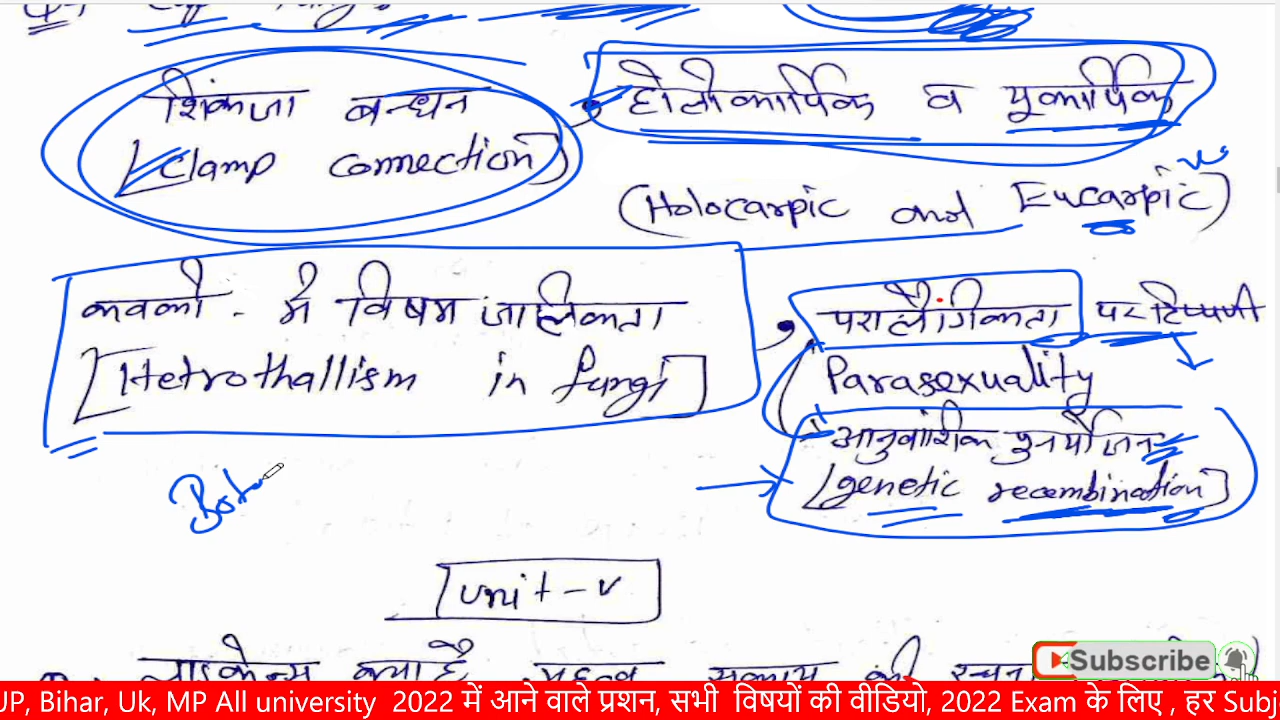 शिंकजा बन्धन
[Clamp connection]
होलोकार्पिक व यूकार्पिक
(Holocarpic and Eucarpic)
कवको - में विषम जालिकता
[Hetrothallism in fungi]
परालैंगिकता पर टिप्पणी
Parasexuality
आनुवांशिक पुनर्योजन
[genetic recombination]
Unit-V
लाइकेन्स क्या है
Subscribe
UP, Bihar, Uk, MP All university 2022 में आने वाले प्रशन, सभी विषयों की वीडियो, 2022 Exam के लिए , हर Subj